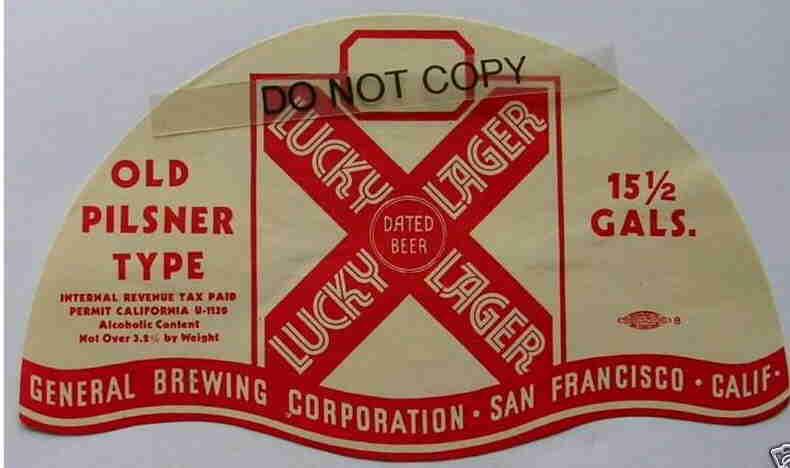 DO NOT COPY
LUCKY LAGER
DATED
BEER
LUCKY LAGER
OLD
PILSNER
TYPE
INTERNAL REVENUE TAX PAID
PERMIT CALIFORNIA U-1120
Alcoholic Content
Not Over 3.2% by Weight
15½
GALS.
8
GENERAL BREWING CORPORATION · SAN FRANCISCO · CALIF·